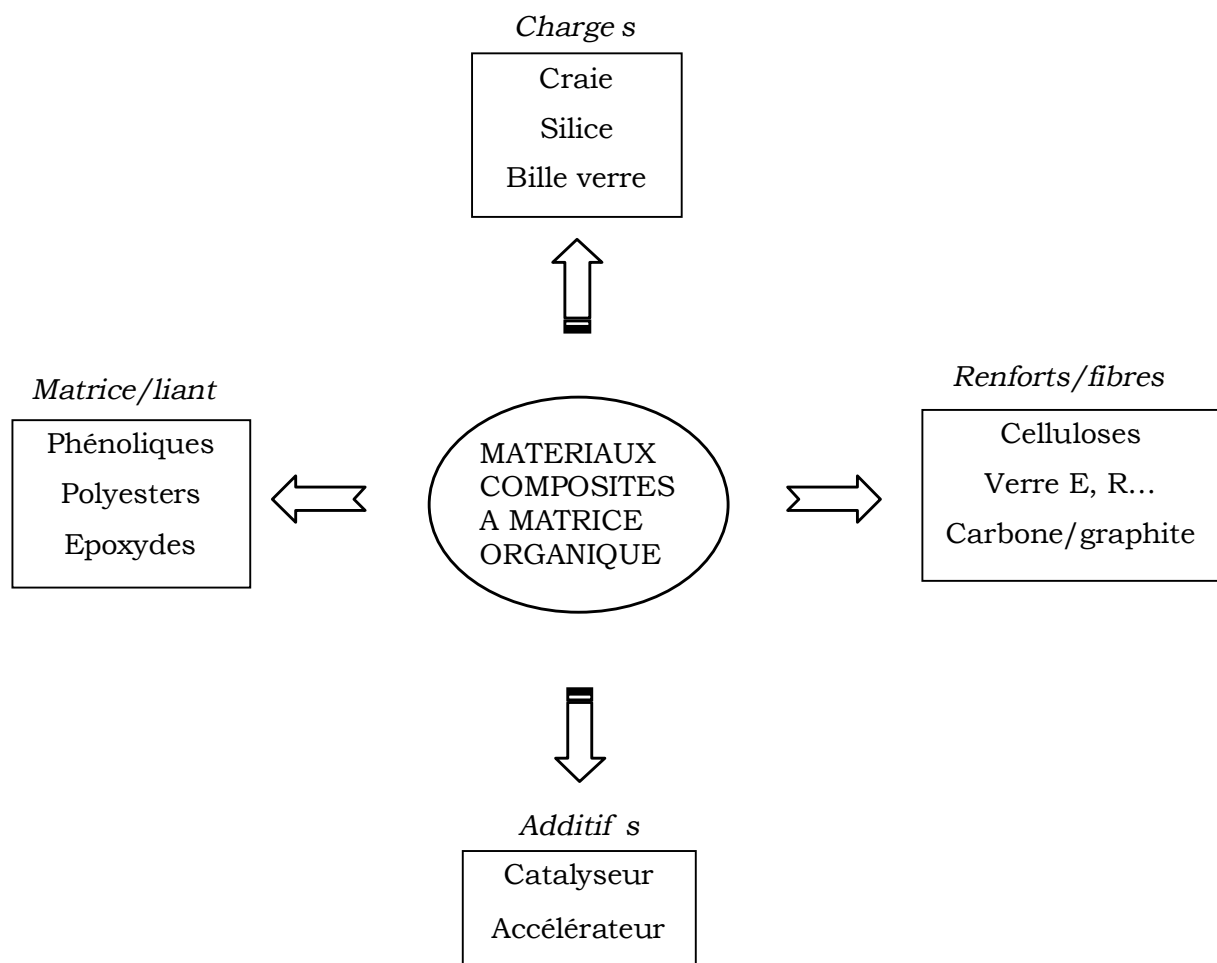 Charge s
Craie
Silice
Bille verre
Matrice/liant
Phénoliques
Polyesters
Epoxydes
MATERIAUX
COMPOSITES
A MATRICE
ORGANIQUE
Renforts/fibres
Celluloses
Verre E, R...
Carbone/graphite
Additif s
Catalyseur
Accélérateur